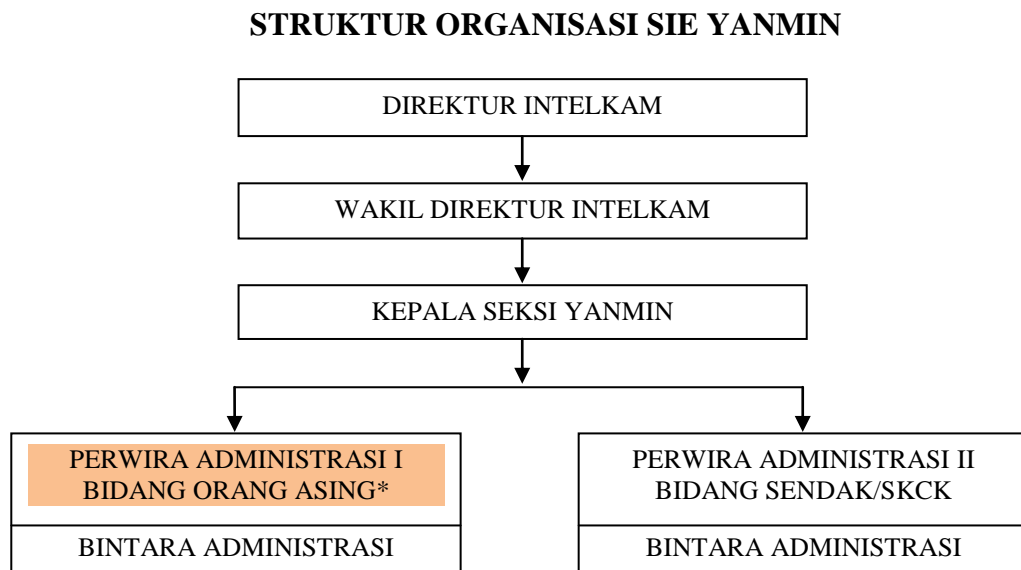 STRUKTUR ORGANISASI SIE YANMIN
DIREKTUR INTELKAM
WAKIL DIREKTUR INTELKAM
KEPALA SEKSI YANMIN
PERWIRA ADMINISTRASI I
BIDANG ORANG ASING*
BINTARA ADMINISTRASI
PERWIRA ADMINISTRASI II
BIDANG SENDAK/SKCK
BINTARA ADMINISTRASI